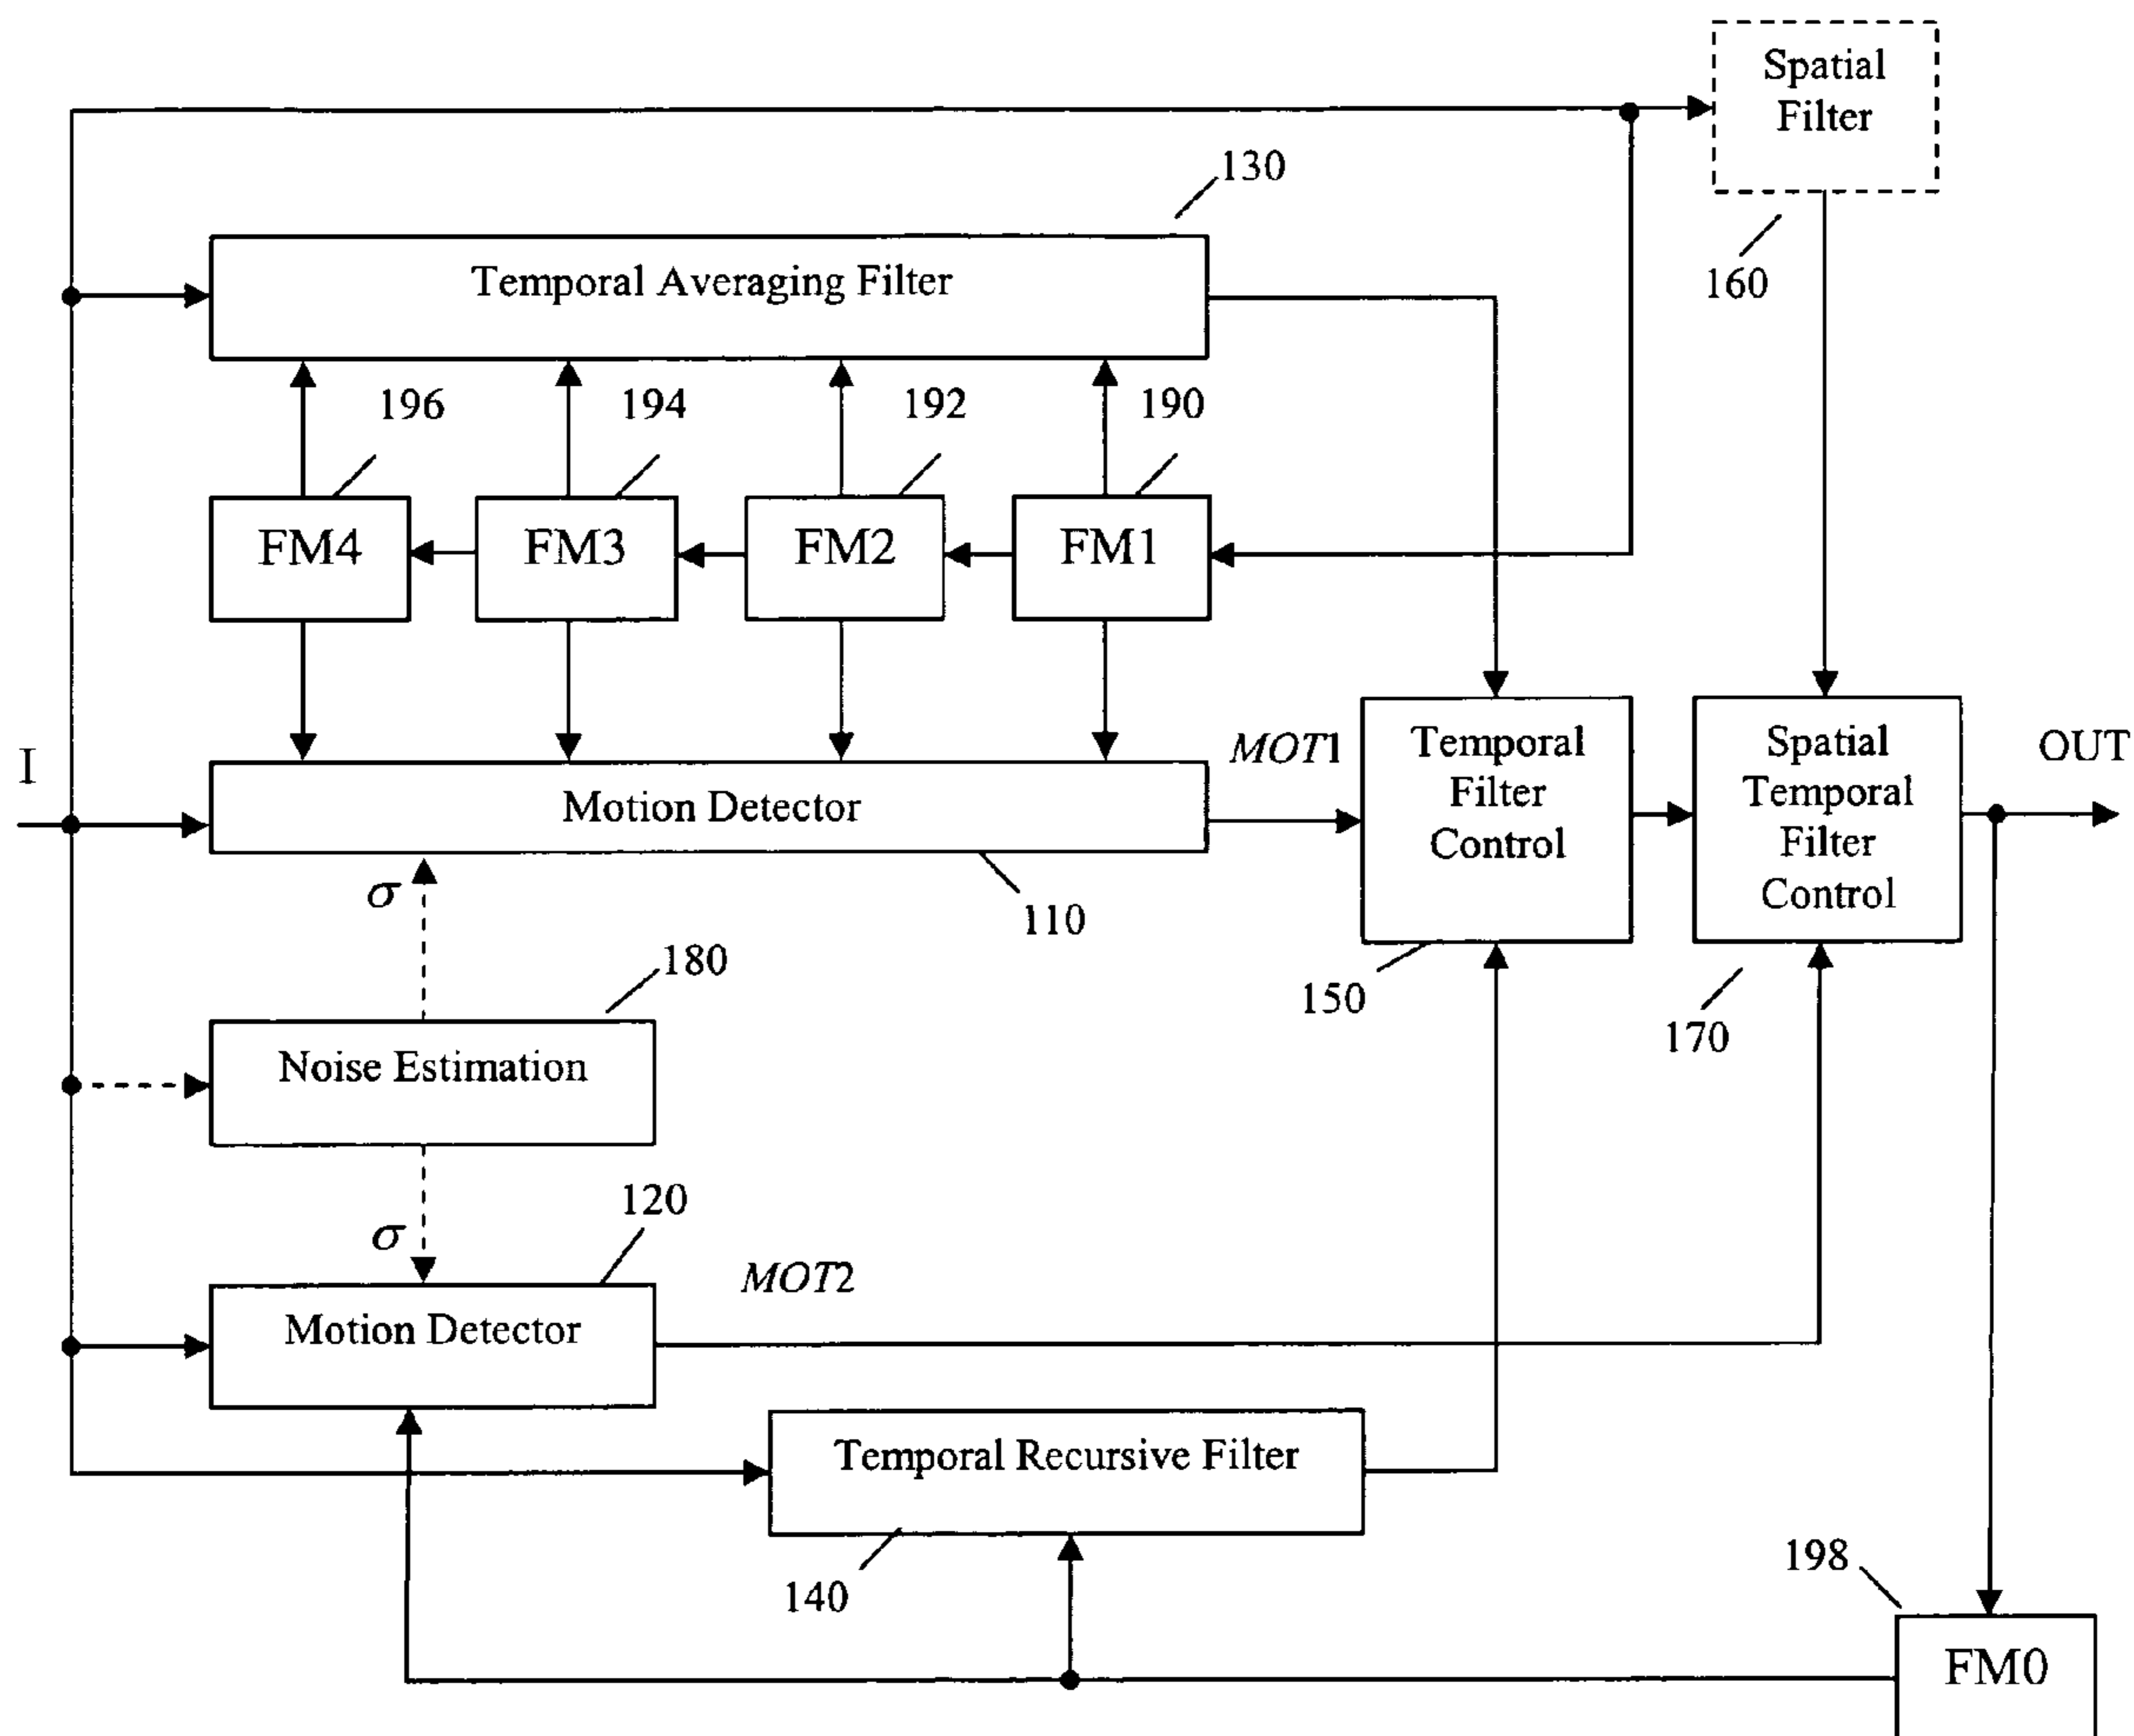 Spatial
Filter
130
160
Temporal Averaging Filter
196
194
192
190
FM4
FM3
FM2
FM1
I
MOT1
Temporal
Filter
Control
Spatial
Temporal
Filter
Control
OUT
Motion Detector
σ
110
180
150
170
Noise Estimation
σ
120
MOT2
Motion Detector
Temporal Recursive Filter
140
198
FM0